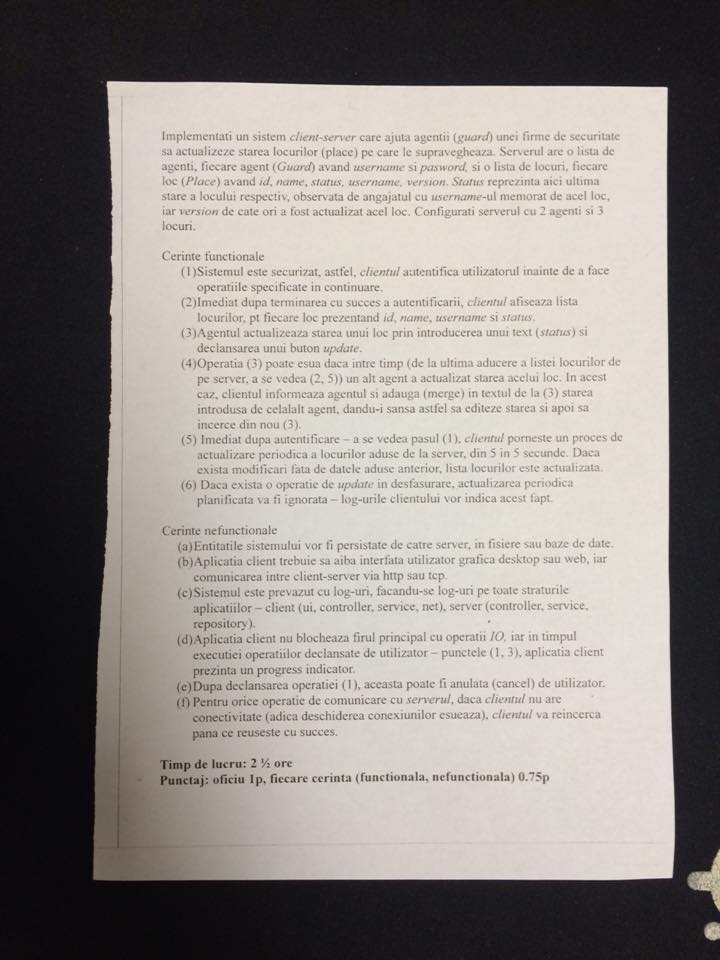 Implementati un sistem client-server care ajuta agentii (guard) unei firme de securitate
sa actualizeze starea locurilor (place) pe care le supravegheaza. Serverul are o lista de
agenti, fiecare agent (Guard) avand username si pasword, si o lista de locuri, fiecare
loc (Place) avand id, name, status, username, version. Status reprezinta aici ultima
stare a locului respectiv, observata de angajatul cu username-ul memorat de acel loc,
iar version de cate ori a fost actualizat acel loc. Configurati serverul cu 2 agenti si 3
locuri.
Cerinte functionale
(1)Sistemul este securizat, astfel, clientul autentifica utilizatorul inainte de a face
operatiile specificate in continuare.
(2)Imediat dupa terminarea cu succes a autentificarii, clientul afiseaza lista
locurilor, pt fiecare loc prezentand id, name, username si status.
(3)Agentul actualizeaza starea unui loc prin introducerea unui text (status) si
declansarea unui buton update.
(4)Operatia (3) poate esua daca intre timp (de la ultima aducere a listei locurilor de
pe server, a se vedea (2, 5)) un alt agent a actualizat starea acelui loc. In acest
caz, clientul informeaza agentul si adauga (merge) in textul de la (3) starea
introdusa de celalalt agent, dandu-i sansa astfel sa editeze starea si apoi sa
incerce din nou (3).
(5) Imediat dupa autentificare – a se vedea pasul (1), clientul porneste un proces de
actualizare periodica a locurilor aduse de la server, din 5 in 5 secunde. Daca
exista modificari fata de datele aduse anterior, lista locurilor este actualizata.
(6) Daca exista o operatie de update in desfasurare, actualizarea periodica
planificata va fi ignorata – log-urile clientului vor indica acest fapt.
Cerinte nefunctionale
(a)Entitatile sistemului vor fi persistate de catre server, in fisiere sau baze de date.
(b)Aplicatia client trebuie sa aiba interfata utilizator grafica desktop sau web, iar
comunicarea intre client-server via http sau tcp.
(c)Sistemul este prevazut cu log-uri, facandu-se log-uri pe toate straturile
aplicatiilor – client (ui, controller, service, net), server (controller, service,
repository).
(d)Aplicatia client nu blocheaza firul principal cu operatii IO, iar in timpul
executiei operatiilor declansate de utilizator – punctele (1, 3), aplicatia client
prezinta un progress indicator.
(e)Dupa declansarea operatiei (1), aceasta poate fi anulata (cancel) de utilizator.
(f) Pentru orice operatie de comunicare cu serverul, daca clientul nu are
conectivitate (adica deschiderea conexiunilor esueaza), clientul va reincerca
pana ce reuseste cu succes.
Timp de lucru: 2 ½ ore
Punctaj: oficiu 1p, fiecare cerinta (functionala, nefunctionala) 0.75p